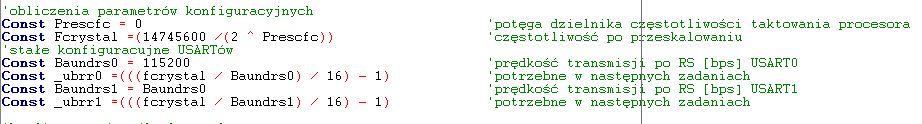 'obliczenia parametrów konfiguracyjnych
Const Prescfc = 0 'potęga dzielnika częstotliwości taktowania procesora
Const Fcrystal =(14745600 /(2 ^ Prescfc)) 'częstotliwość po przeskalowaniu
'stałe konfiguracujne USARTów
Const Baundrs0 = 115200 'prędkość transmisji po RS [bps] USART0
Const _ubrr0 =(((fcrystal / Baundrs0) / 16) - 1) 'potrzebne w następnych zadaniach
Const Baundrs1 = Baundrs0 'prędkość transmisji po RS [bps] USART1
Const _ubrr1 =(((fcrystal / Baundrs1) / 16) - 1) 'potrzebne w następnych zadaniach